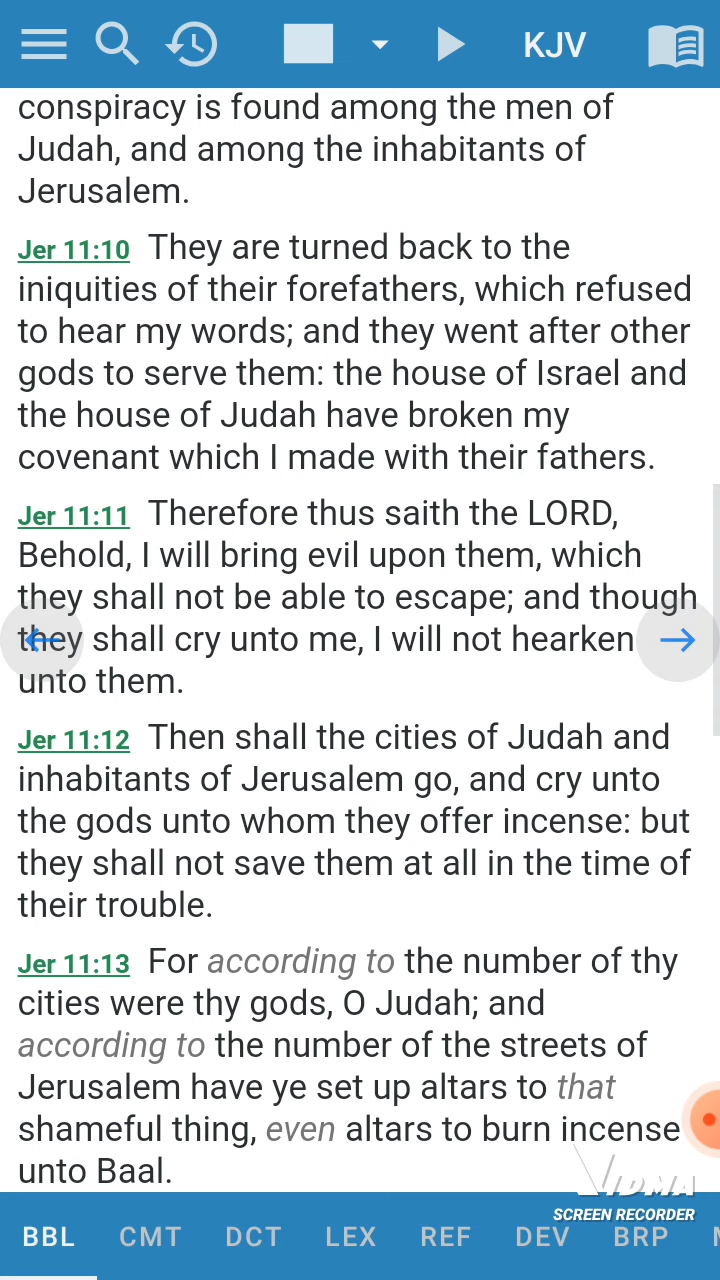 KJV
conspiracy is found among the men of
Judah, and among the inhabitants of
Jerusalem.
Jer 11:10 They are turned back to the
iniquities of their forefathers, which refused
to hear my words; and they went after other
gods to serve them: the house of Israel and
the house of Judah have broken my
covenant which I made with their fathers.
Jer 11:11 Therefore thus saith the LORD,
Behold, I will bring evil upon them, which
they shall not be able to escape; and though
they shall cry unto me, I will not hearken
unto them.
Jer 11:12 Then shall the cities of Judah and
inhabitants of Jerusalem go, and cry unto
the gods unto whom they offer incense: but
they shall not save them at all in the time of
their trouble.
Jer 11:13 For according to the number of thy
cities were thy gods, O Judah; and
according to the number of the streets of
Jerusalem have ye set up altars to that
shameful thing, even altars to burn incense
unto Baal.
VIDMA
SCREEN RECORDER
BBL CMT DCT LEX REF DEV BRP